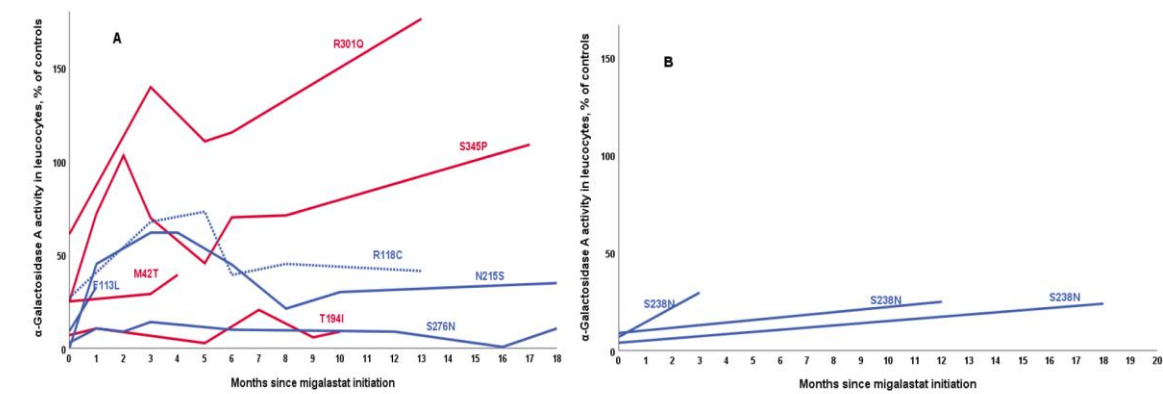 α-Galactosidase A activity in leucocytes, % of controls
A
150
100
50
0
R301Q
S345P
R118C
N215S
M42T
F113L
T194I
S276N
0 1 2 3 4 5 6 7 8 9 10 11 12 13 14 15 16 17 18
Months since migalastat initiation
α-Galactosidase A activity in leucocytes, % of controls
B
150
100
50
0
S238N
S238N
S238N
0 1 2 3 4 5 6 7 8 9 10 11 12 13 14 15 16 17 18 19 20
Months since migalastat initiation